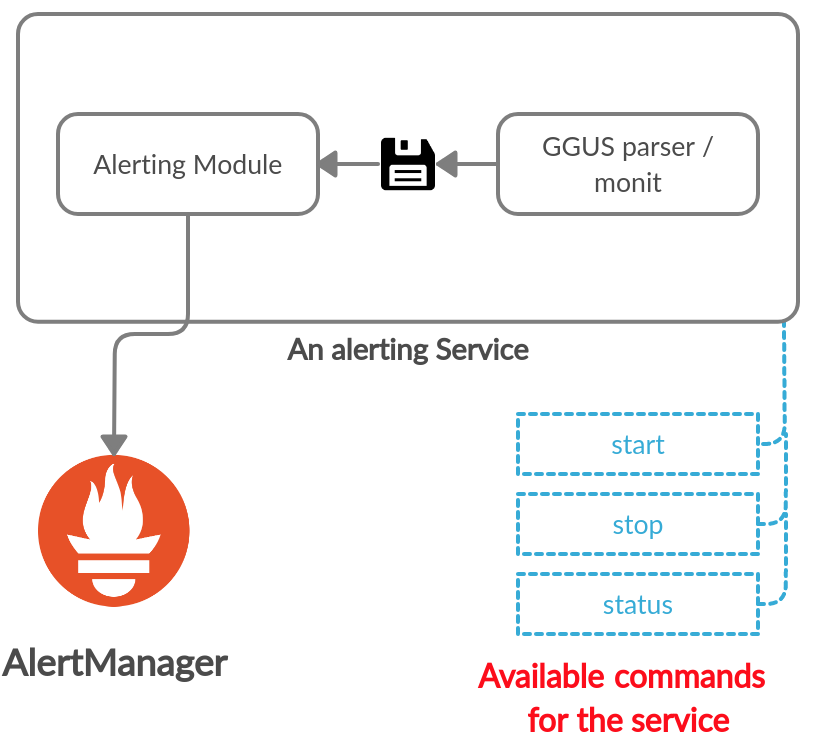 Alerting Module
GGUS parser /
monit
An alerting Service
start
stop
status
AlertManager
Available commands
for the service